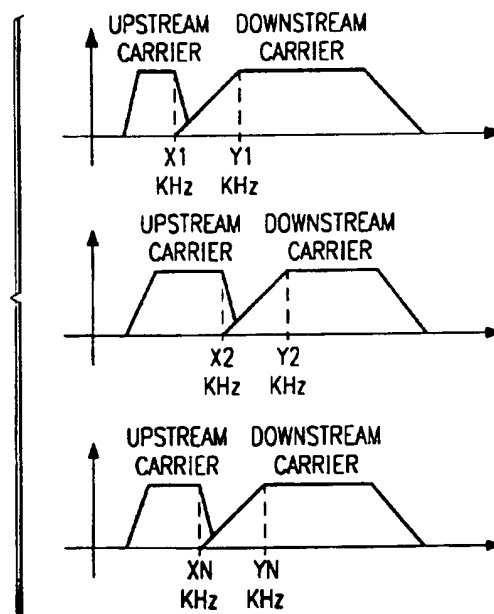 UPSTREAM DOWNSTREAM
CARRIER CARRIER
X1 Y1
KHz KHz
UPSTREAM DOWNSTREAM
CARRIER CARRIER
X2 Y2
KHz KHz
UPSTREAM DOWNSTREAM
CARRIER CARRIER
XN YN
KHz KHz